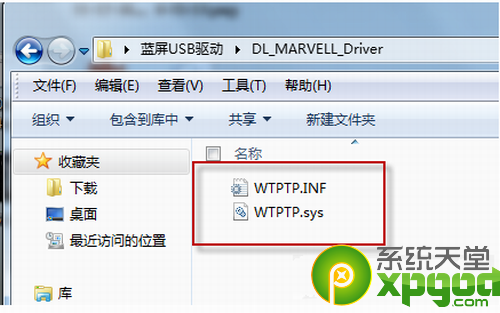 蓝屏USB驱动 DL_MARVELL_Driver
文件(F) 编辑(E) 查看(V) 工具(T) 帮助(H)
组织 包含到库中 共享 新建文件夹
收藏夹
下载
桌面
最近访问的位置
库
名称
WTPTP.INF
WTPTP.sys
系统天堂
xpgod